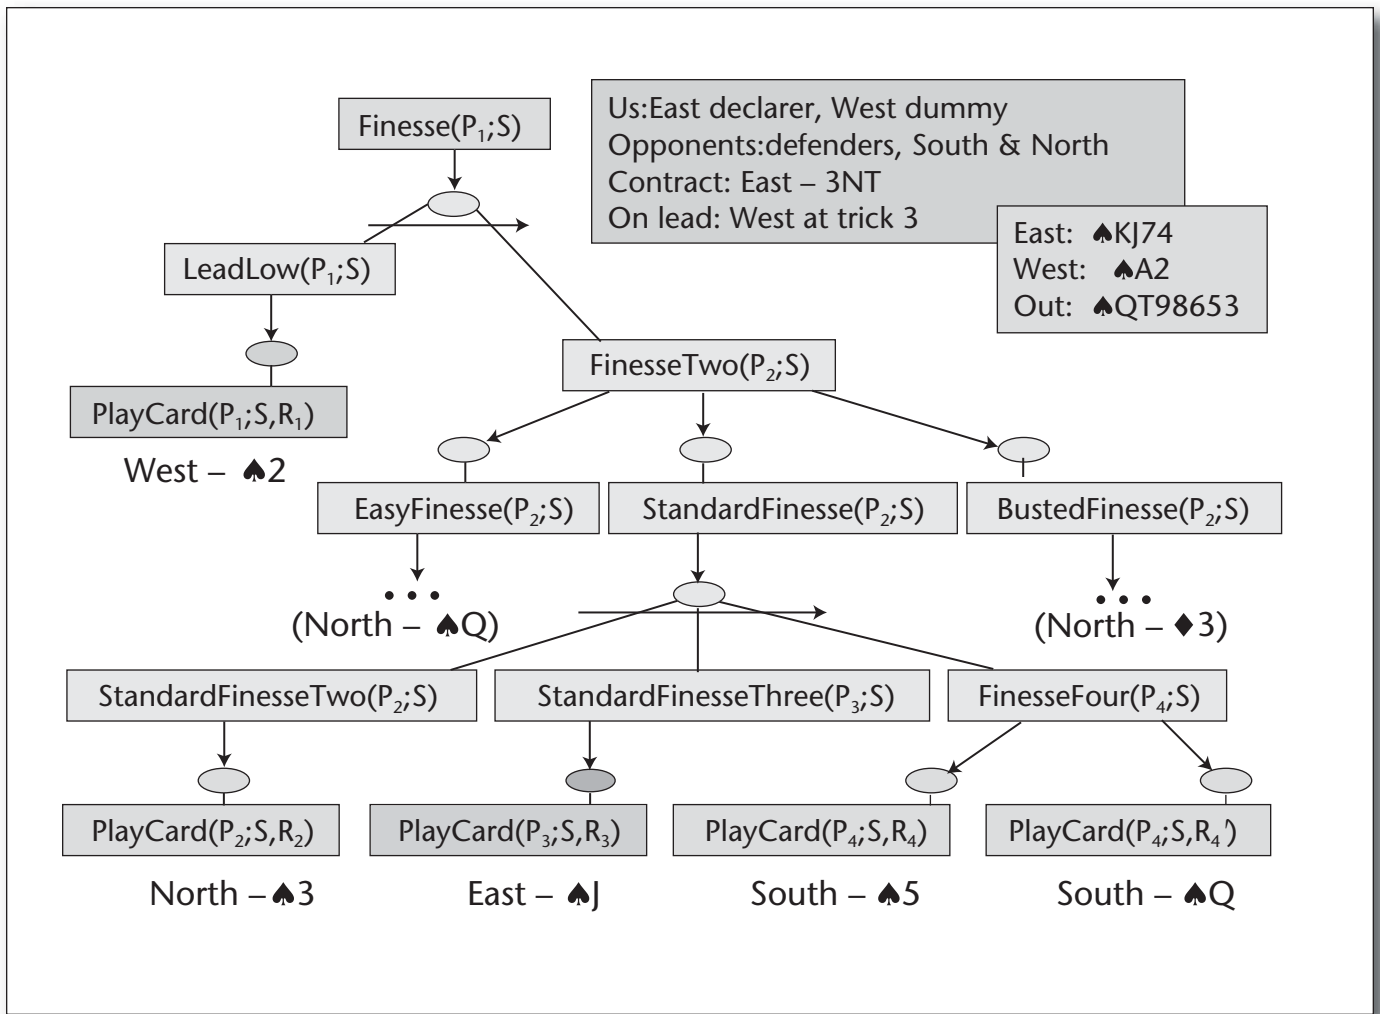 Finesse(P₁;S)
Us:East declarer, West dummy
Opponents:defenders, South & North
Contract: East – 3NT
On lead: West at trick 3
East: ♠KJ74
West: ♠A2
Out: ♠QT98653
LeadLow(P₁;S)
FinesseTwo(P₂;S)
PlayCard(P₁;S,R₁)
West – ♠2
EasyFinesse(P₂;S)
StandardFinesse(P₂;S)
BustedFinesse(P₂;S)
• • •
(North – ♠Q)
• • •
(North – ♦3)
StandardFinesseTwo(P₂;S)
StandardFinesseThree(P₃;S)
FinesseFour(P₄;S)
PlayCard(P₂;S,R₂)
PlayCard(P₃;S,R₃)
PlayCard(P₄;S,R₄)
PlayCard(P₄;S,R₄')
North –♠3
East – ♠J
South – ♠5
South – ♠Q